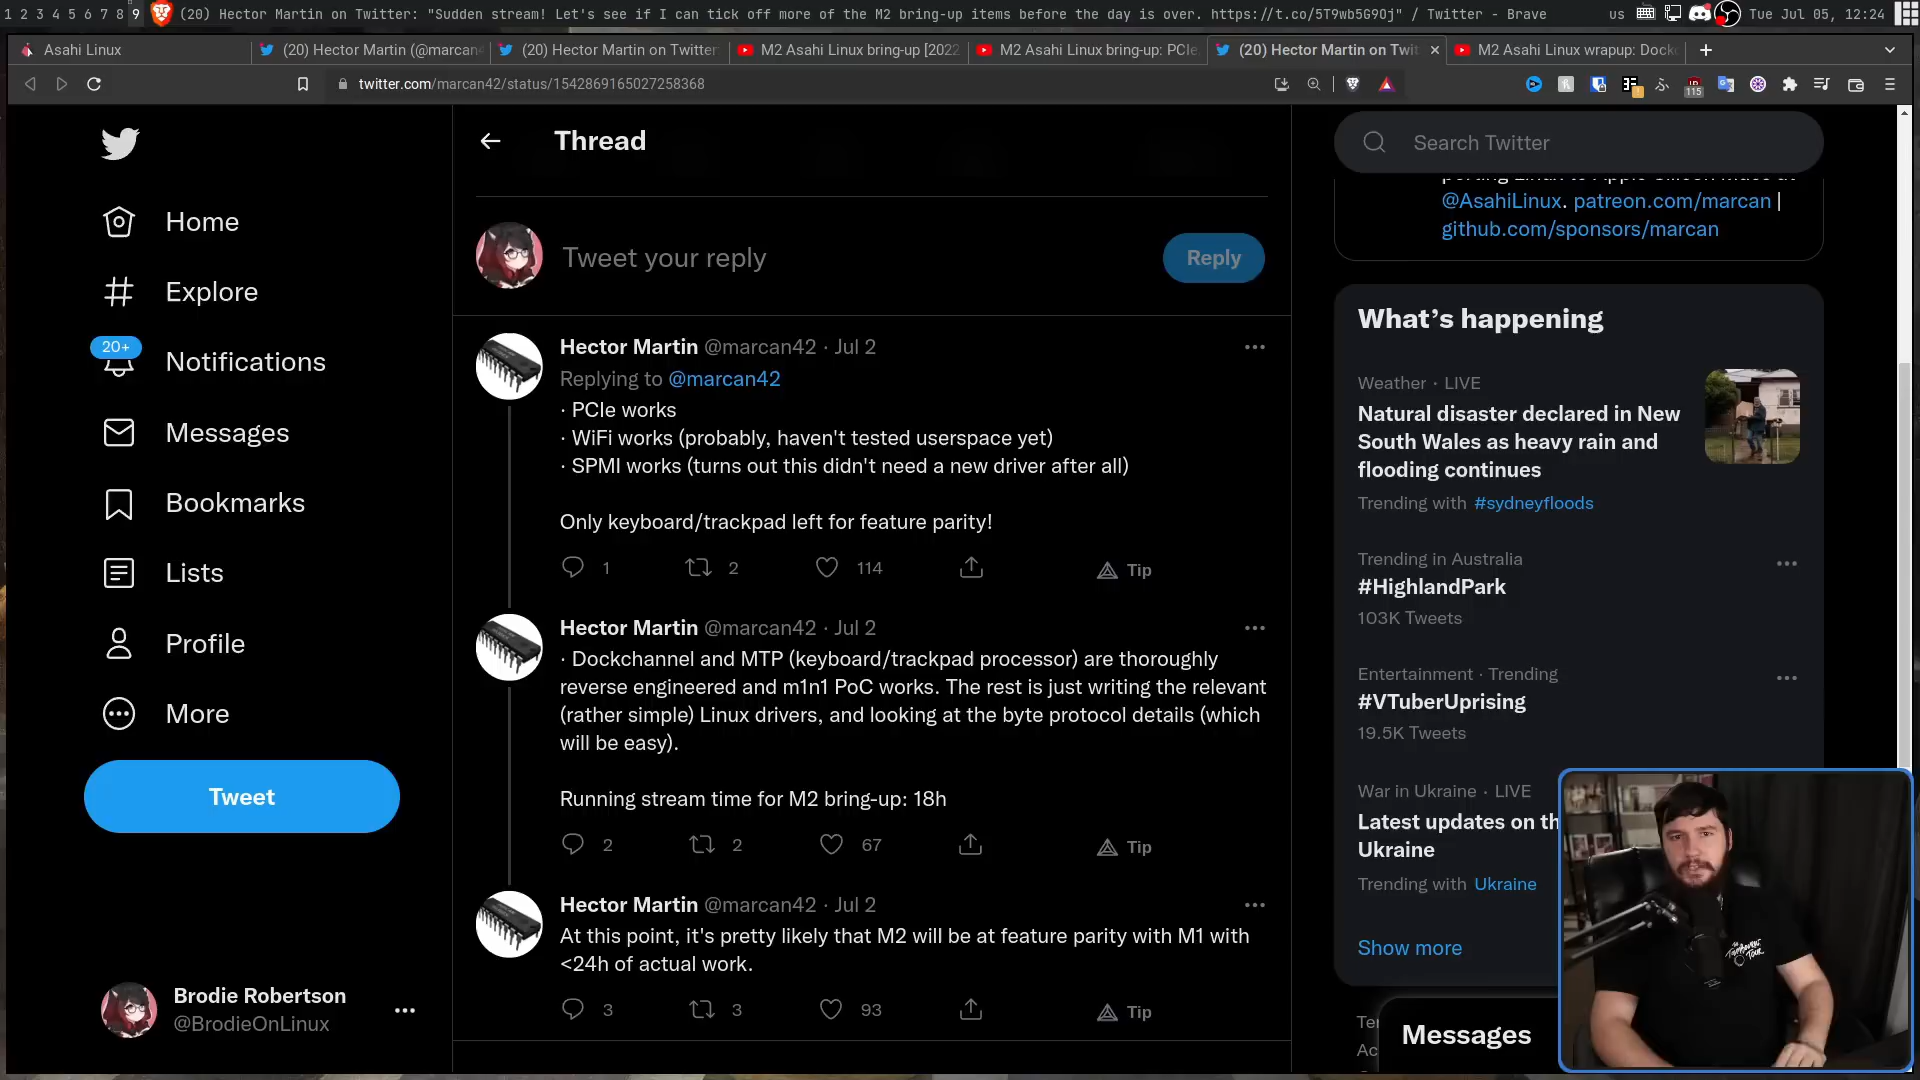 1 2 3 4 5 6 7 8 9 (20) Hector Martin on Twitter: "Sudden stream! Let's see if I can tick off more of the M2 bring-up items before the day is over. https://t.co/5T9wb5G9Oj" / Twitter - Brave
us Tue Jul 05, 12:24
Asahi Linux
(20) Hector Martin (@marcan4
(20) Hector Martin on Twitter
M2 Asahi Linux bring-up [2022
M2 Asahi Linux bring-up: PCIe,
(20) Hector Martin on Twit
M2 Asahi Linux wrapup: Dock
twitter.com/marcan42/status/1542869165027258368
115
Home
Explore
20+
Notifications
Messages
Bookmarks
Lists
Profile
More
Tweet
Brodie Robertson
@BrodieOnLinux
Thread
Tweet your reply
Reply
Hector Martin @marcan42 · Jul 2
Replying to @marcan42
· PCIe works
· WiFi works (probably, haven't tested userspace yet)
· SPMI works (turns out this didn't need a new driver after all)
Only keyboard/trackpad left for feature parity!
1 2 114 Tip
Hector Martin @marcan42 · Jul 2
· Dockchannel and MTP (keyboard/trackpad processor) are thoroughly
reverse engineered and m1n1 PoC works. The rest is just writing the relevant
(rather simple) Linux drivers, and looking at the byte protocol details (which
will be easy).
Running stream time for M2 bring-up: 18h
2 2 67 Tip
Hector Martin @marcan42 · Jul 2
At this point, it's pretty likely that M2 will be at feature parity with M1 with
<24h of actual work.
3 3 93 Tip
Search Twitter
porting Linux to Apple Silicon Macs at
@AsahiLinux. patreon.com/marcan |
github.com/sponsors/marcan
What's happening
Weather · LIVE
Natural disaster declared in New
South Wales as heavy rain and
flooding continues
Trending with #sydneyfloods
Trending in Australia
#HighlandPark
103K Tweets
Entertainment · Trending
#VTuberUprising
19.5K Tweets
War in Ukraine · LIVE
Latest updates on th
Ukraine
Trending with Ukraine
Show more
Ter
Ac
Messages